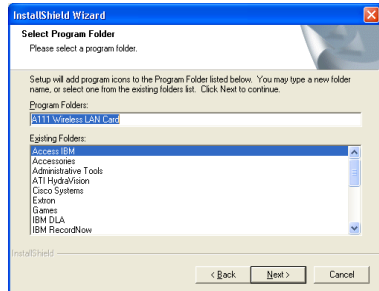 InstallShield Wizard
Select Program Folder
Please select a program folder.
Setup will add program icons to the Program Folder listed below. You may type a new folder
name, or select one from the existing folders list. Click Next to continue.
Program Folders:
A111 Wireless LAN Card
Existing Folders:
Access IBM
Accessories
Administrative Tools
ATI HydraVision
Cisco Systems
Extron
Games
IBM DLA
IBM RecordNow
InstallShield
< Back Next > Cancel